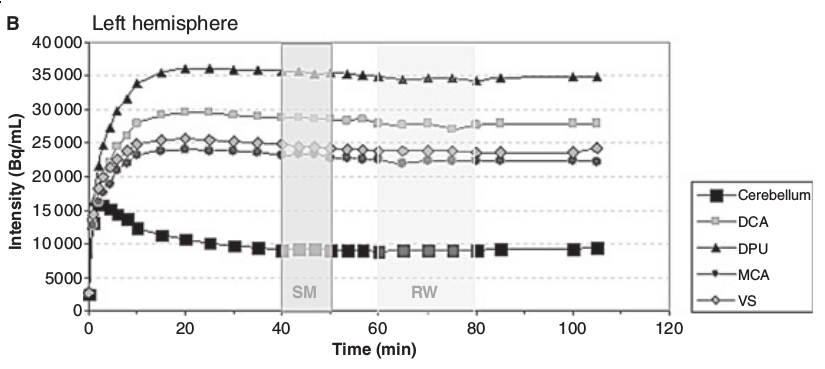 B Left hemisphere
40 000
35 000
30 000
25 000
20 000
15 000
10 000
5000
0
Intensity (Bq/mL)
SM
RW
0 20 40 60 80 100 120
Time (min)
Cerebellum
DCA
DPU
MCA
VS